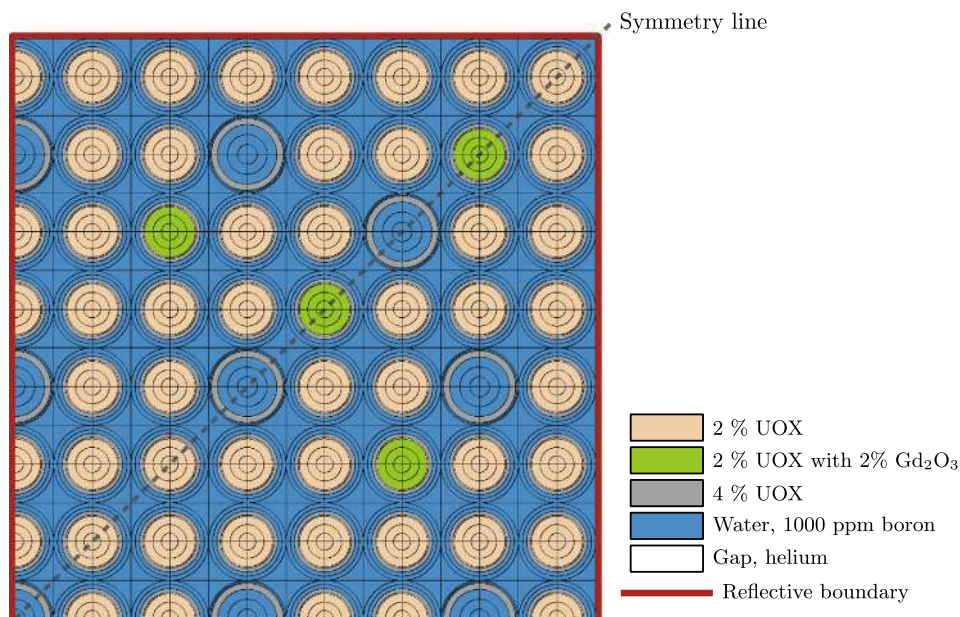 Symmetry line
2 % UOX
2 % UOX with 2% Gd₂O₃
4 % UOX
Water, 1000 ppm boron
Gap, helium
Reflective boundary